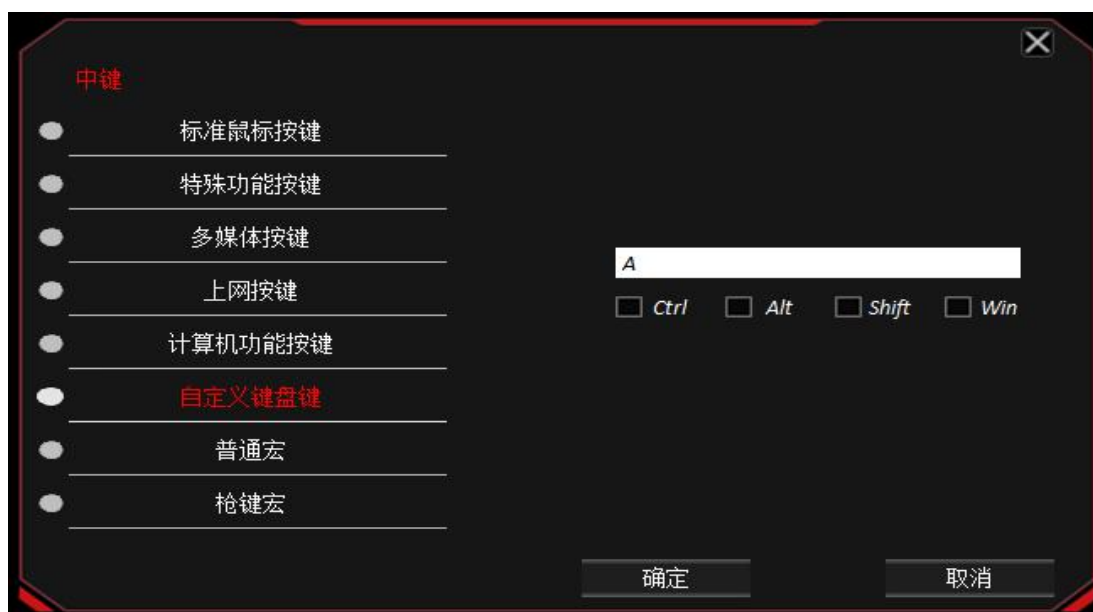 中键
标准鼠标按键
特殊功能按键
多媒体按键
上网按键
计算机功能按键
自定义键盘键
普通宏
枪键宏
A
Ctrl Alt Shift Win
确定 取消